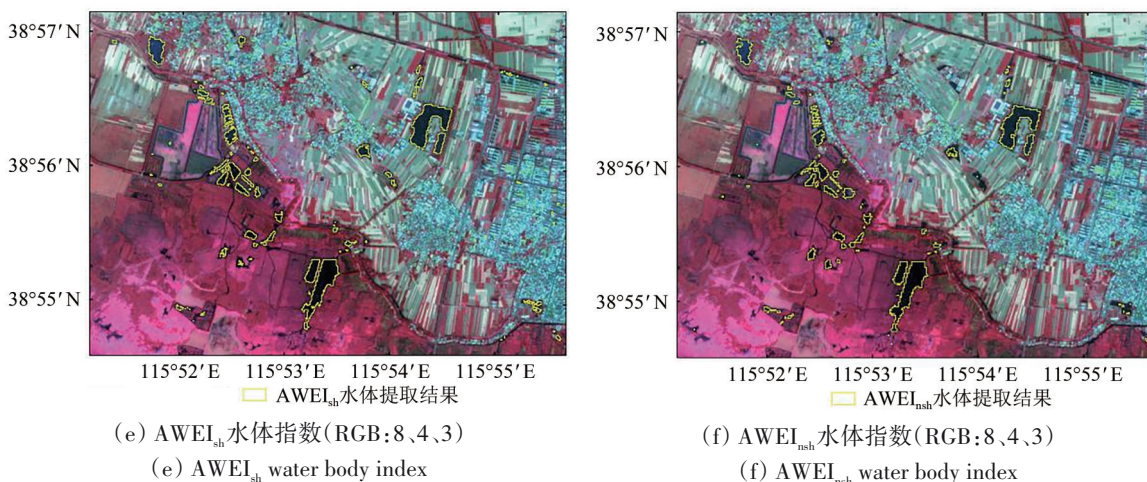 38°57′ N
38°56′ N
38°55′ N
115°52′ E 115°53′ E 115°54′ E 115°55′ E
AWEIsh水体提取结果
(e) AWEIsh水体指数(RGB:8、4、3)
(e) AWEIsh water body index
38°57′ N
38°56′ N
38°55′ N
115°52′ E 115°53′ E 115°54′ E 115°55′ E
AWEInsh水体提取结果
(f) AWEInsh水体指数(RGB:8、4、3)
(f) AWEInsh water body index